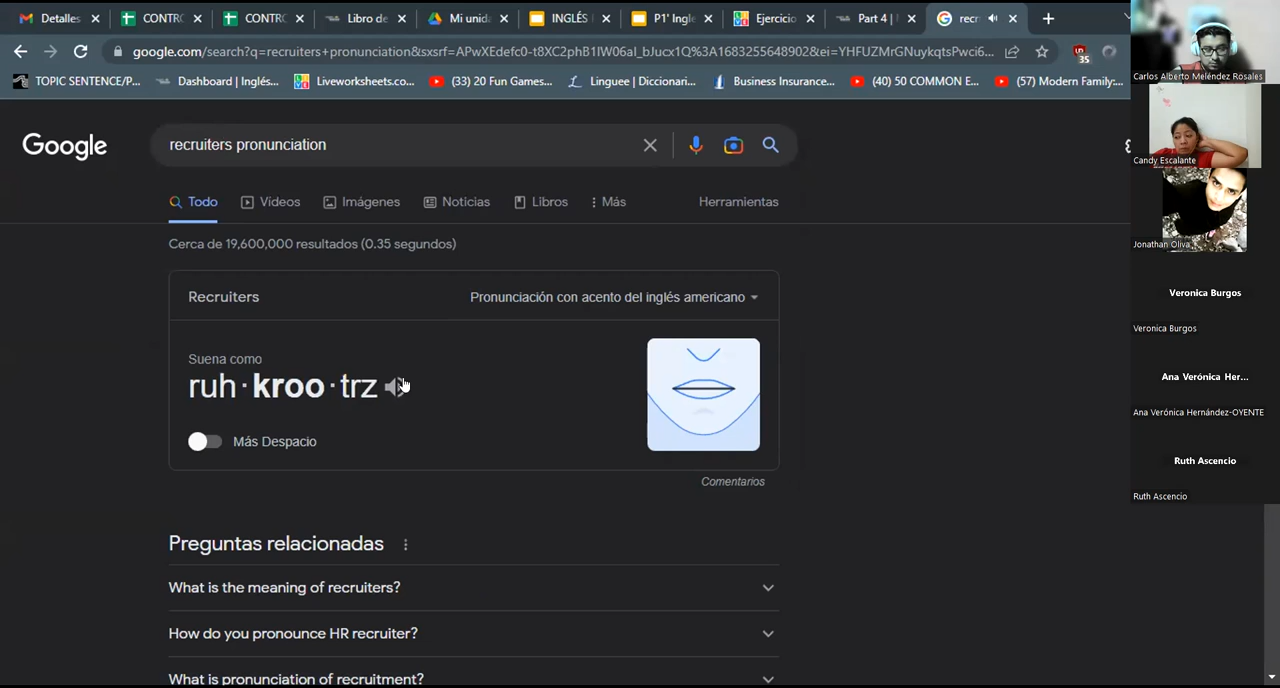 Detalles
CONTRO
CONTRO
Libro de
Mi unida
INGLÉS
P1' Ingle
Ejercicio
Part 4 |
recr
google.com/search?q=recruiters+pronunciation&sxsrf=APwXEdefc0-t8XC2phB1IW06al_bJucx1Q%3A1683255648902&ei=YHFUZMrGNuykqtsPwci6...
35
TOPIC SENTENCE/P...
Dashboard | Inglés...
Liveworksheets.co...
(33) 20 Fun Games...
Linguee | Diccionari...
Business Insurance...
(40) 50 COMMON E...
(57) Modern Family:...
Google
recruiters pronunciation
Todo
Videos
Imágenes
Noticias
Libros
Más
Herramientas
Cerca de 19,600,000 resultados (0.35 segundos)
Recruiters
Pronunciación con acento del inglés americano
Suena como
ruh·kroo·trz
Más Despacio
Comentarios
Preguntas relacionadas
What is the meaning of recruiters?
How do you pronounce HR recruiter?
What is pronunciation of recruitment?
Carlos Alberto Meléndez Rosales
Candy Escalante
Jonathan Oliva
Veronica Burgos
Veronica Burgos
Ana Verónica Her...
Ana Verónica Hernández-OYENTE
Ruth Ascencio
Ruth Ascencio